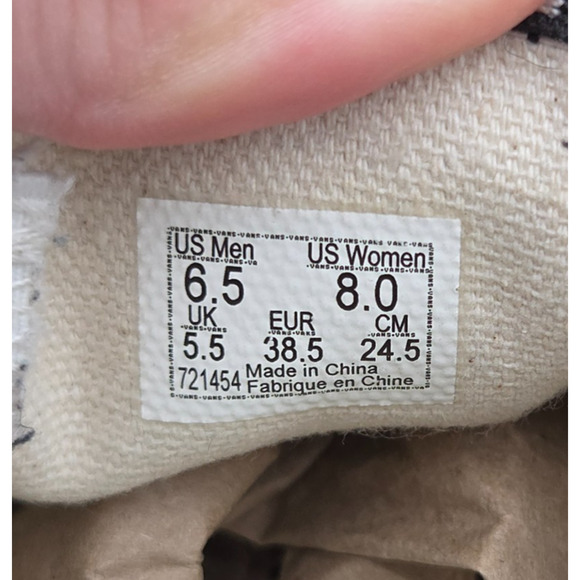 US Men US Women
6.5 8.0
UK EUR CM
5.5 38.5 24.5
721454 Made in China
Fabrique en Chine